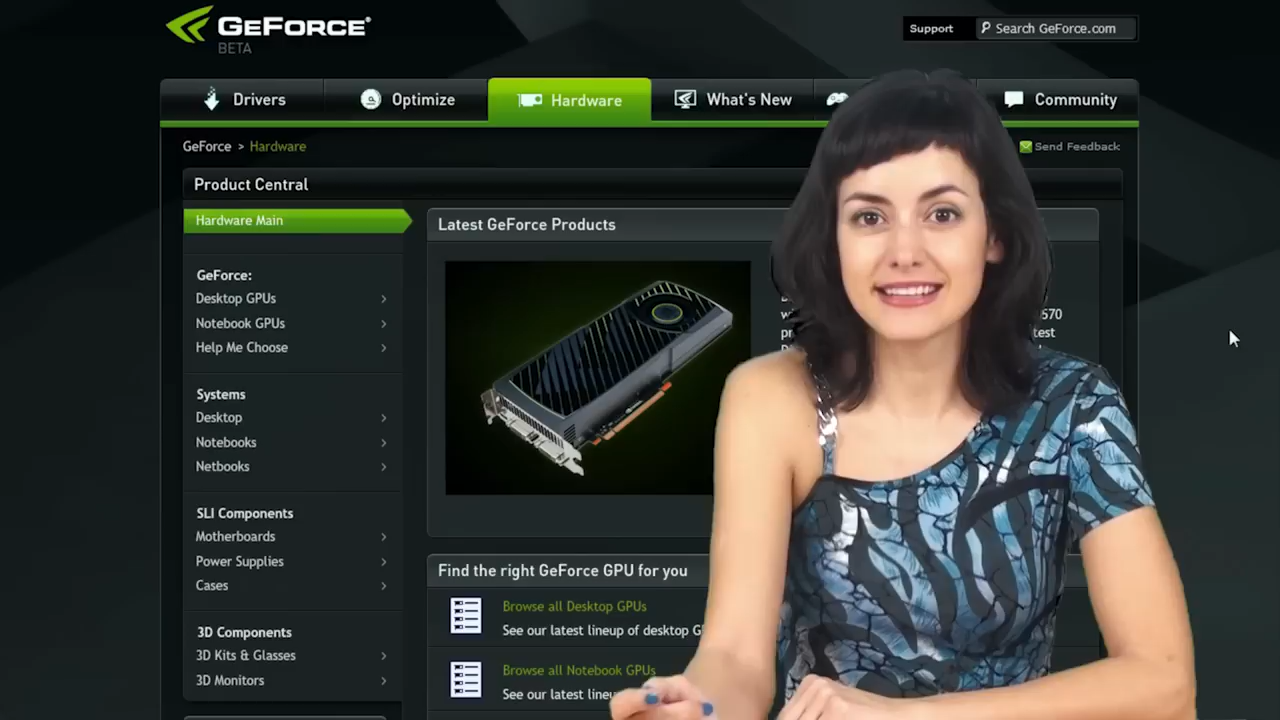 GEFORCE®
BETA
Support
Search GeForce.com
Drivers
Optimize
Hardware
What's New
Community
GeForce > Hardware
Send Feedback
Product Central
Hardware Main
GeForce:
Desktop GPUs
Notebook GPUs
Help Me Choose
Systems
Desktop
Notebooks
Netbooks
SLI Components
Motherboards
Power Supplies
Cases
3D Components
3D Kits & Glasses
3D Monitors
Latest GeForce Products
570
Find the right GeForce GPU for you
Browse all Desktop GPUs
See our latest lineup of desktop
Browse all Notebook GPUs
See our latest